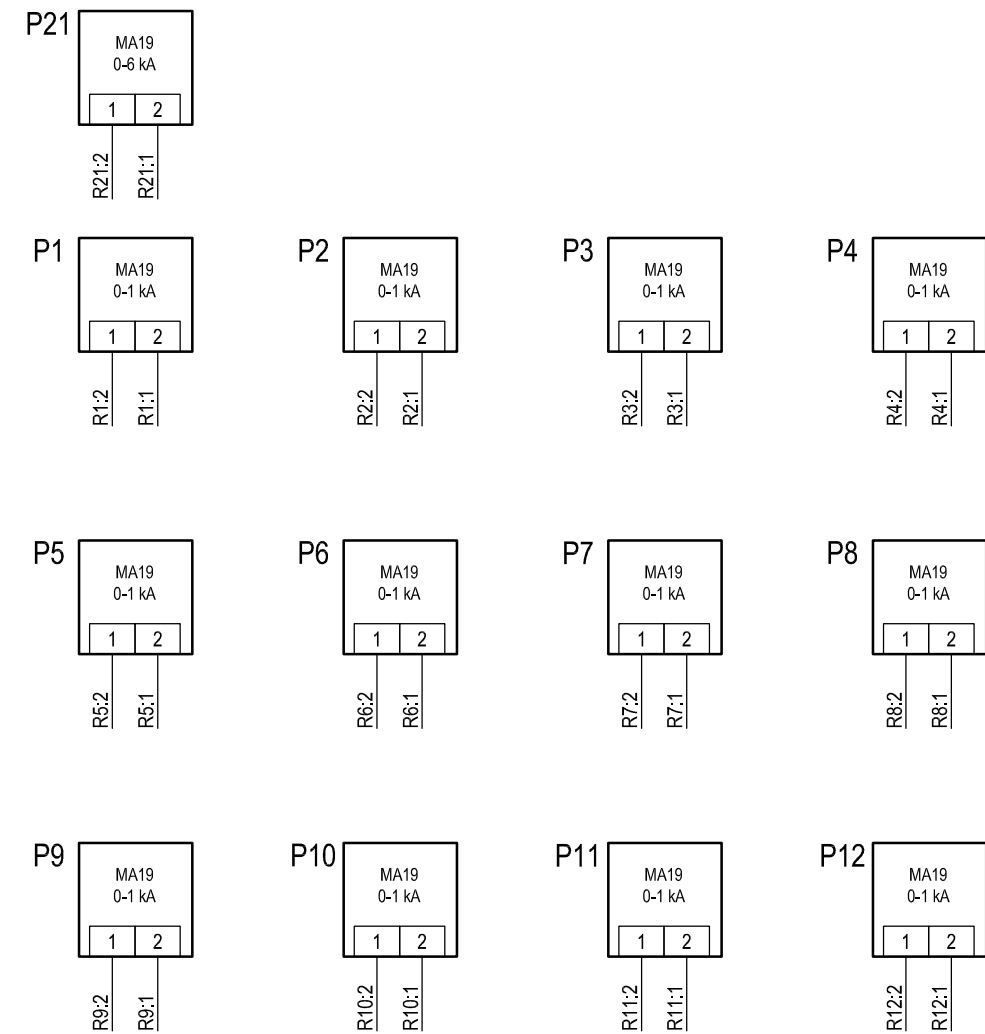 P21
MA19
0-6 kA
1 2
R21:2 R21:1
P1 P2 P3 P4
MA19 MA19 MA19 MA19
0-1 kA 0-1 kA 0-1 kA 0-1 kA
1 2 1 2 1 2 1 2
R1:2 R1:1 R2:2 R2:1 R3:2 R3:1 R4:2 R4:1
P5 P6 P7 P8
MA19 MA19 MA19 MA19
0-1 kA 0-1 kA 0-1 kA 0-1 kA
1 2 1 2 1 2 1 2
R5:2 R5:1 R6:2 R6:1 R7:2 R7:1 R8:2 R8:1
P9 P10 P11 P12
MA19 MA19 MA19 MA19
0-1 kA 0-1 kA 0-1 kA 0-1 kA
1 2 1 2 1 2 1 2
R9:2 R9:1 R10:2 R10:1 R11:2 R11:1 R12:2 R12:1